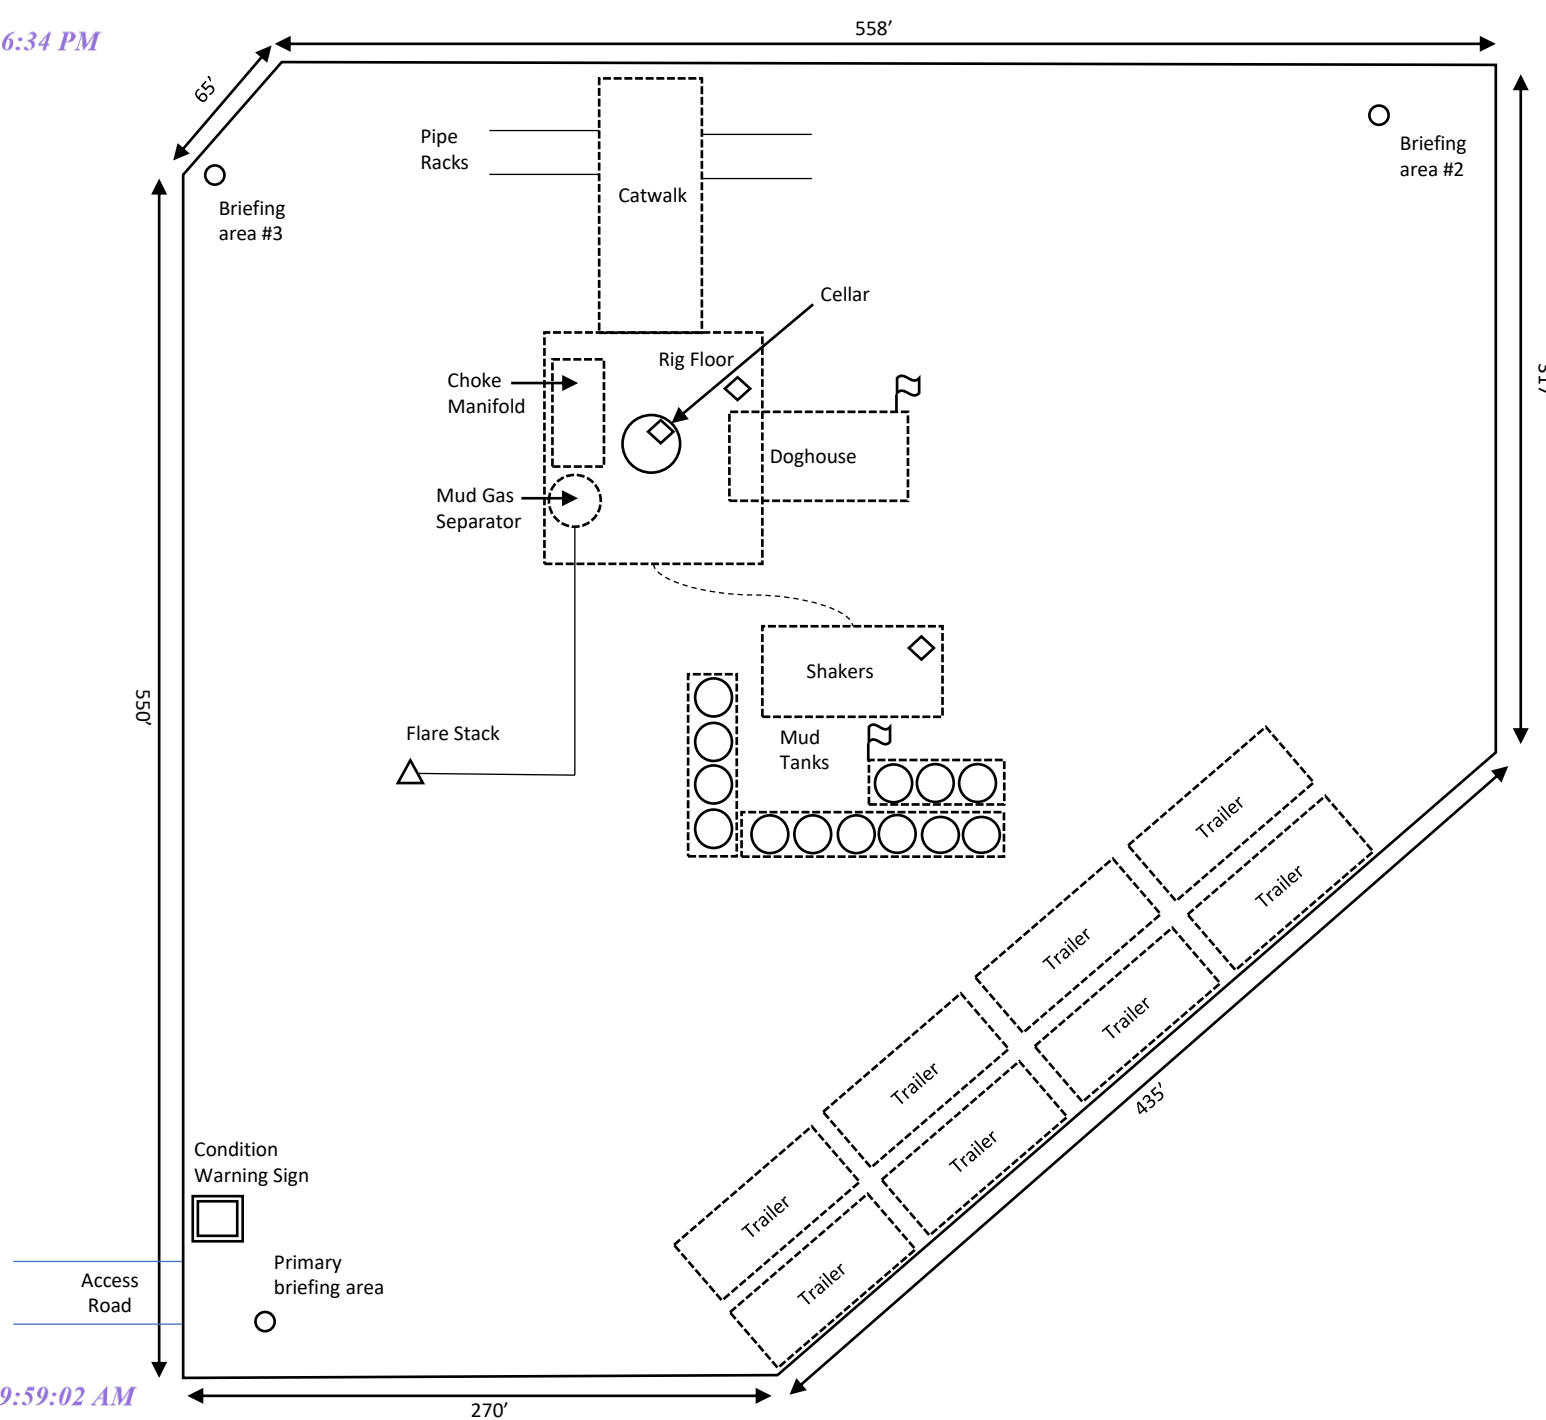 6:34 PM
558’
65’
Pipe
Racks
Catwalk
Briefing
area #2
Briefing
area #3
Cellar
Rig Floor
Choke
Manifold
Doghouse
Mud Gas
Separator
Shakers
550’
Flare Stack
Mud
Tanks
Trailer
Trailer
Trailer
Trailer
Trailer
Trailer
Trailer
Trailer
435’
Condition
Warning Sign
Primary
briefing area
Access
Road
9:59:02 AM
270’